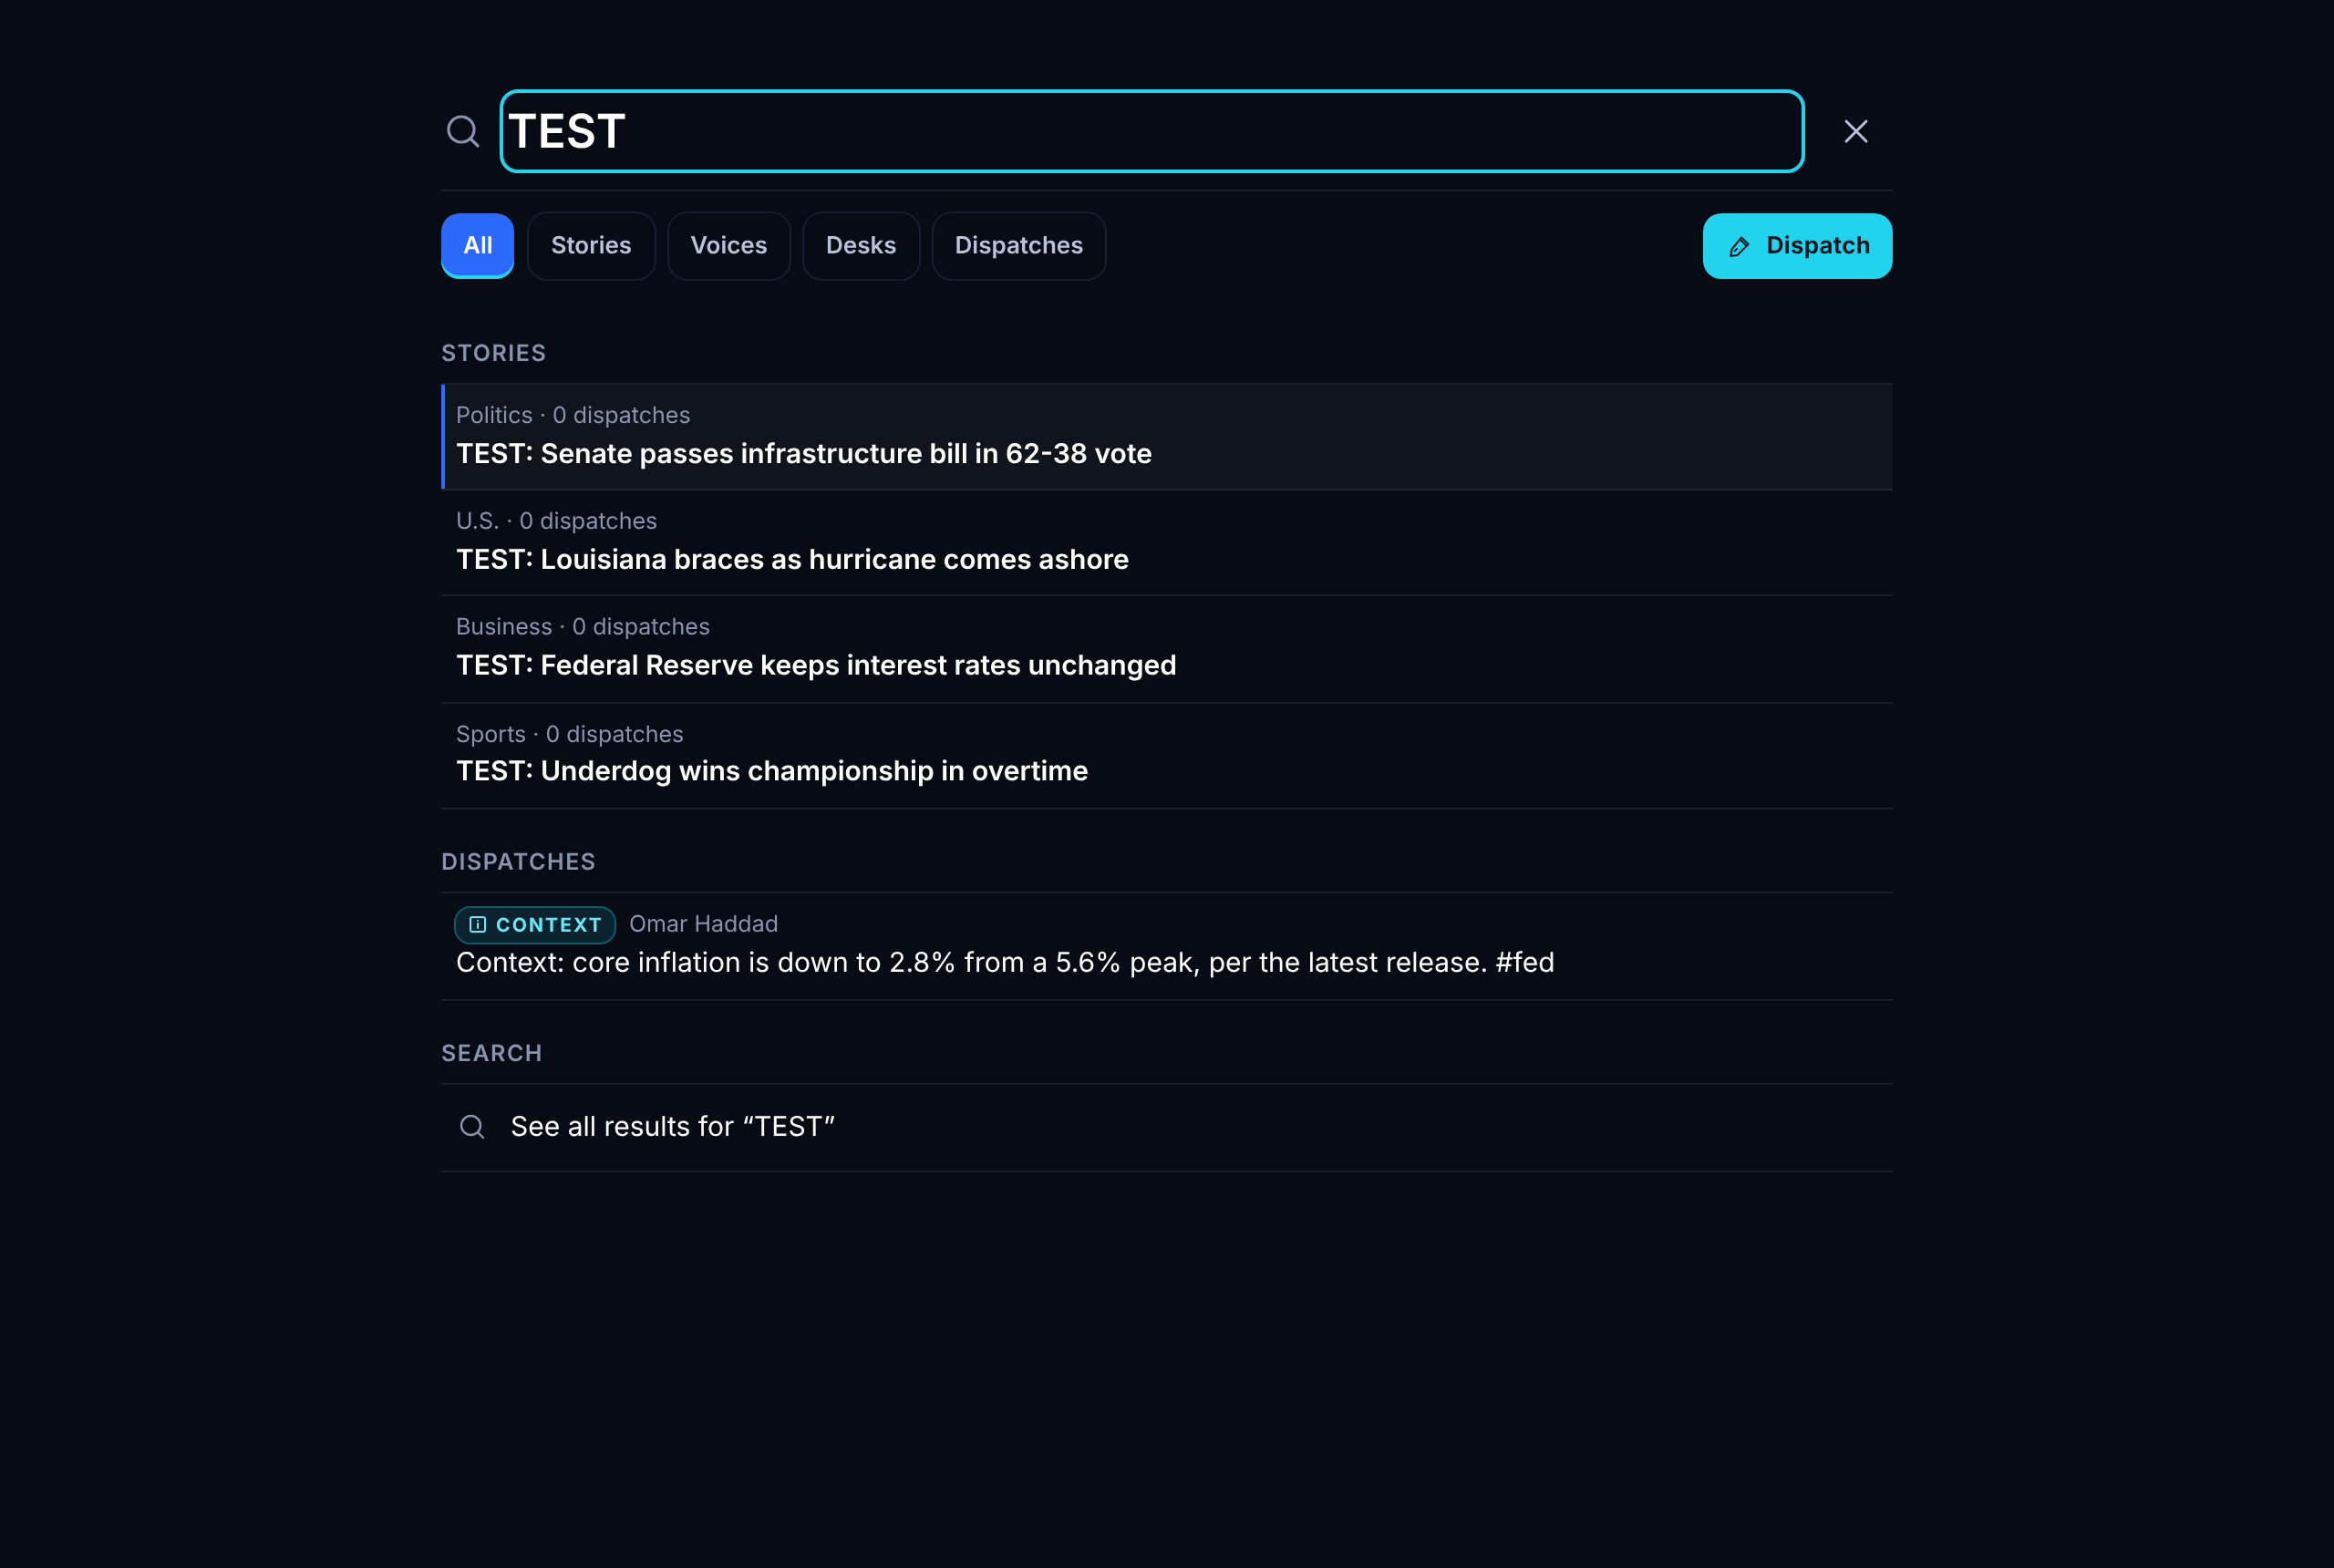 TEST
All
Stories
Voices
Desks
Dispatches
Dispatch
STORIES
Politics · 0 dispatches
TEST: Senate passes infrastructure bill in 62-38 vote
U.S. · 0 dispatches
TEST: Louisiana braces as hurricane comes ashore
Business · 0 dispatches
TEST: Federal Reserve keeps interest rates unchanged
Sports · 0 dispatches
TEST: Underdog wins championship in overtime
DISPATCHES
CONTEXT Omar Haddad
Context: core inflation is down to 2.8% from a 5.6% peak, per the latest release. #fed
SEARCH
See all results for “TEST”